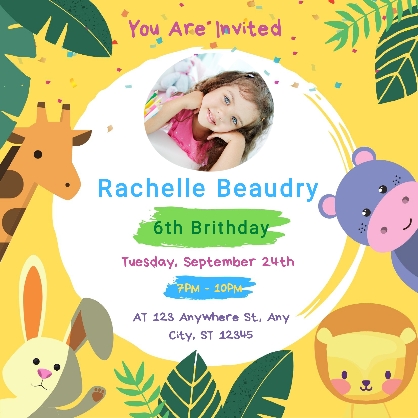 You Are Invited
Rachelle Beaudry
6th Brithday
Tuesday, September 24th
7PM - 10PM
AT 123 Anywhere St., Any
City, ST 12345